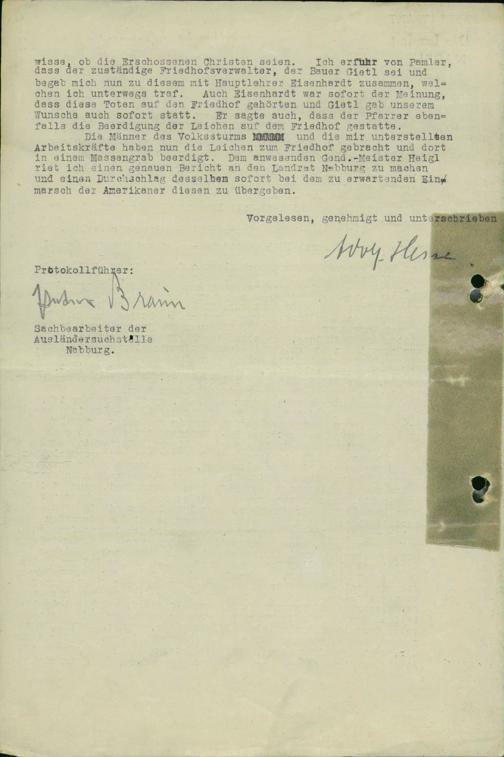 wisse, ob die Erschossenen Christen seien. Ich erfuhr von Pamler,
dass der zuständige Friedhofsverwalter, der Bauer Gietl sei und
begab mich nun zu diesem mit Hauptlehrer Eisenhardt zusammen, wel=
chen ich unterwegs traf. Auch Eisenhardt war sofort der Meinung,
dass diese Toten auf den Friedhof gehörten und Gietl gab unserem
Wunsche auch sofort statt. Er sagte auch, dass der Pfarrer eben=
falls die Beerdigung der Leichen auf dem Friedhof gestatte.
Die Männer des Volkssturms und die mir unterstellten
Arbeitskräfte haben nun die Leichen zum Friedhof gebracht und dort
in einem Massengrab beerdigt. Dem anwesenden Gend.-Meister Heigl
riet ich einen genauen Bericht an den Landrat Nabburg zu machen
und einen Durchschlag desselben sofort bei dem zu erwartenden Ein=
marsch der Amerikaner diesen zu übergeben.
Vorgelesen, genehmigt und unterschrieben
Adolf Hesse
Protokollführer:
Braun
Sachbearbeiter der
Ausländersuchstelle
Nabburg.